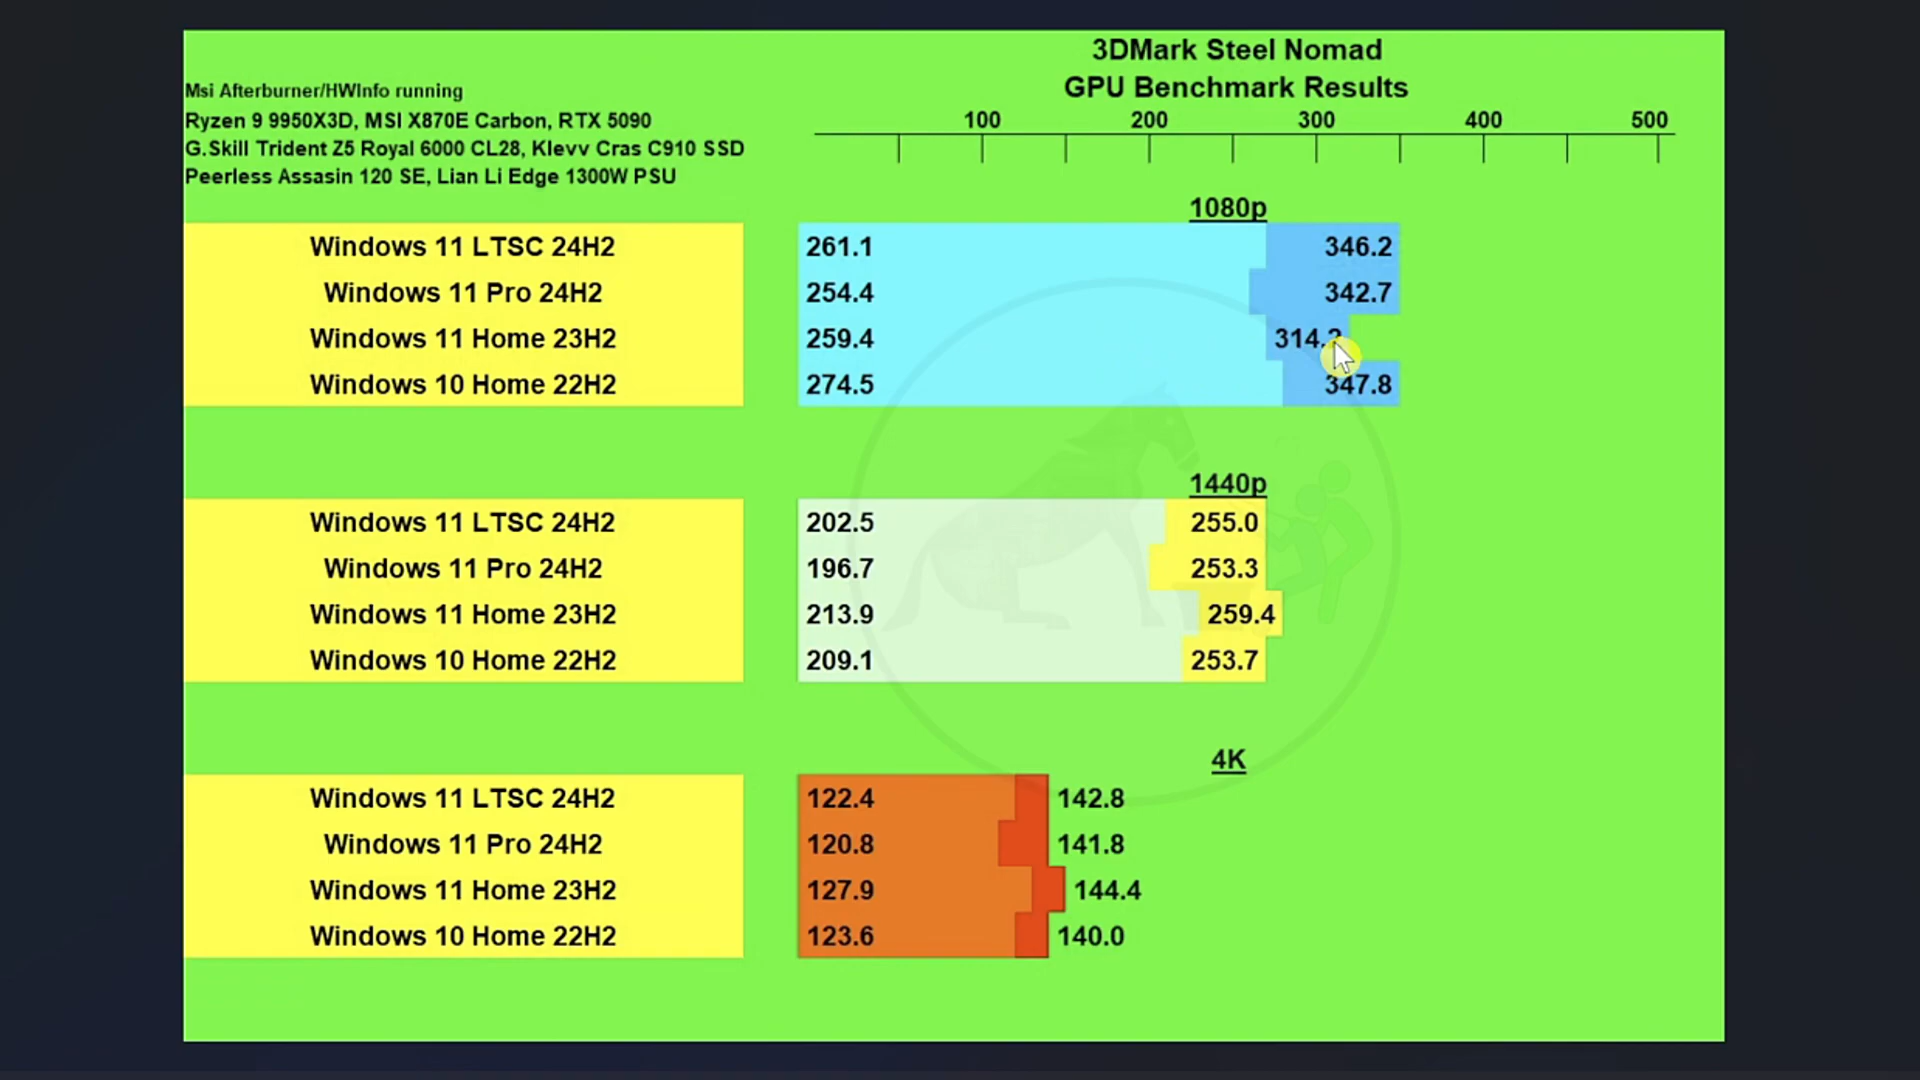 3DMark Steel Nomad
GPU Benchmark Results
Msi Afterburner/HWInfo running
Ryzen 9 9950X3D, MSI X870E Carbon, RTX 5090
G.Skill Trident Z5 Royal 6000 CL28, Klevv Cras C910 SSD
Peerless Assasin 120 SE, Lian Li Edge 1300W PSU
100 200 300 400 500
1080p
Windows 11 LTSC 24H2 261.1 346.2
Windows 11 Pro 24H2 254.4 342.7
Windows 11 Home 23H2 259.4
Windows 10 Home 22H2 274.5 347.8
1440p
Windows 11 LTSC 24H2 202.5 255.0
Windows 11 Pro 24H2 196.7 253.3
Windows 11 Home 23H2 213.9 259.4
Windows 10 Home 22H2 209.1 253.7
4K
Windows 11 LTSC 24H2 122.4 142.8
Windows 11 Pro 24H2 120.8 141.8
Windows 11 Home 23H2 127.9 144.4
Windows 10 Home 22H2 123.6 140.0